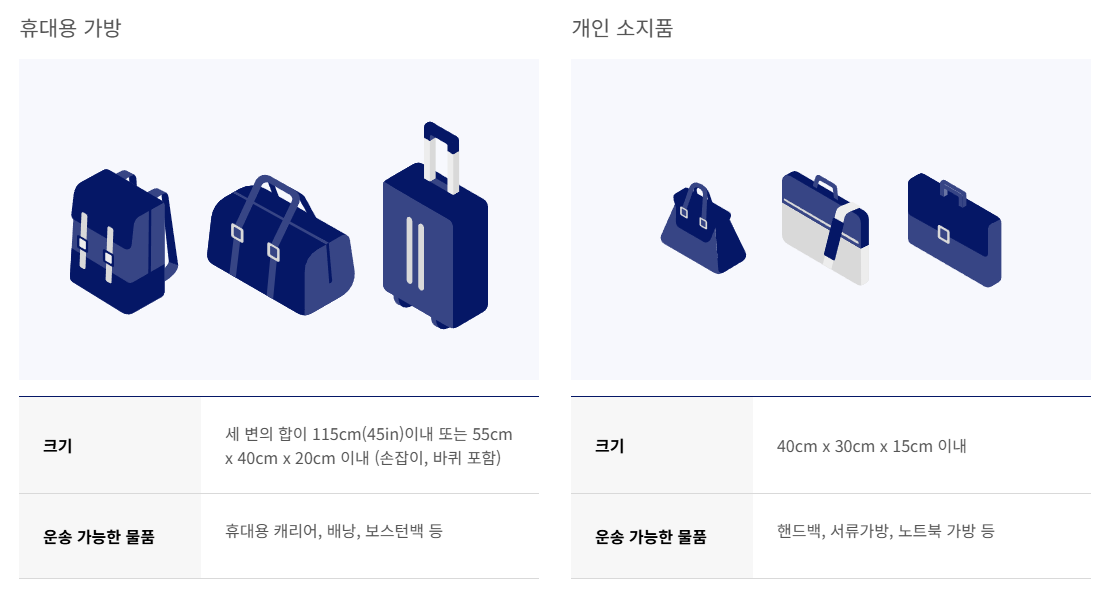 휴대용 가방
크기
세 변의 합이 115cm(45in)이내 또는 55cm
x 40cm x 20cm 이내 (손잡이, 바퀴 포함)
운송 가능한 물품
휴대용 캐리어, 배낭, 보스턴백 등
개인 소지품
크기
40cm x 30cm x 15cm 이내
운송 가능한 물품
핸드백, 서류가방, 노트북 가방 등